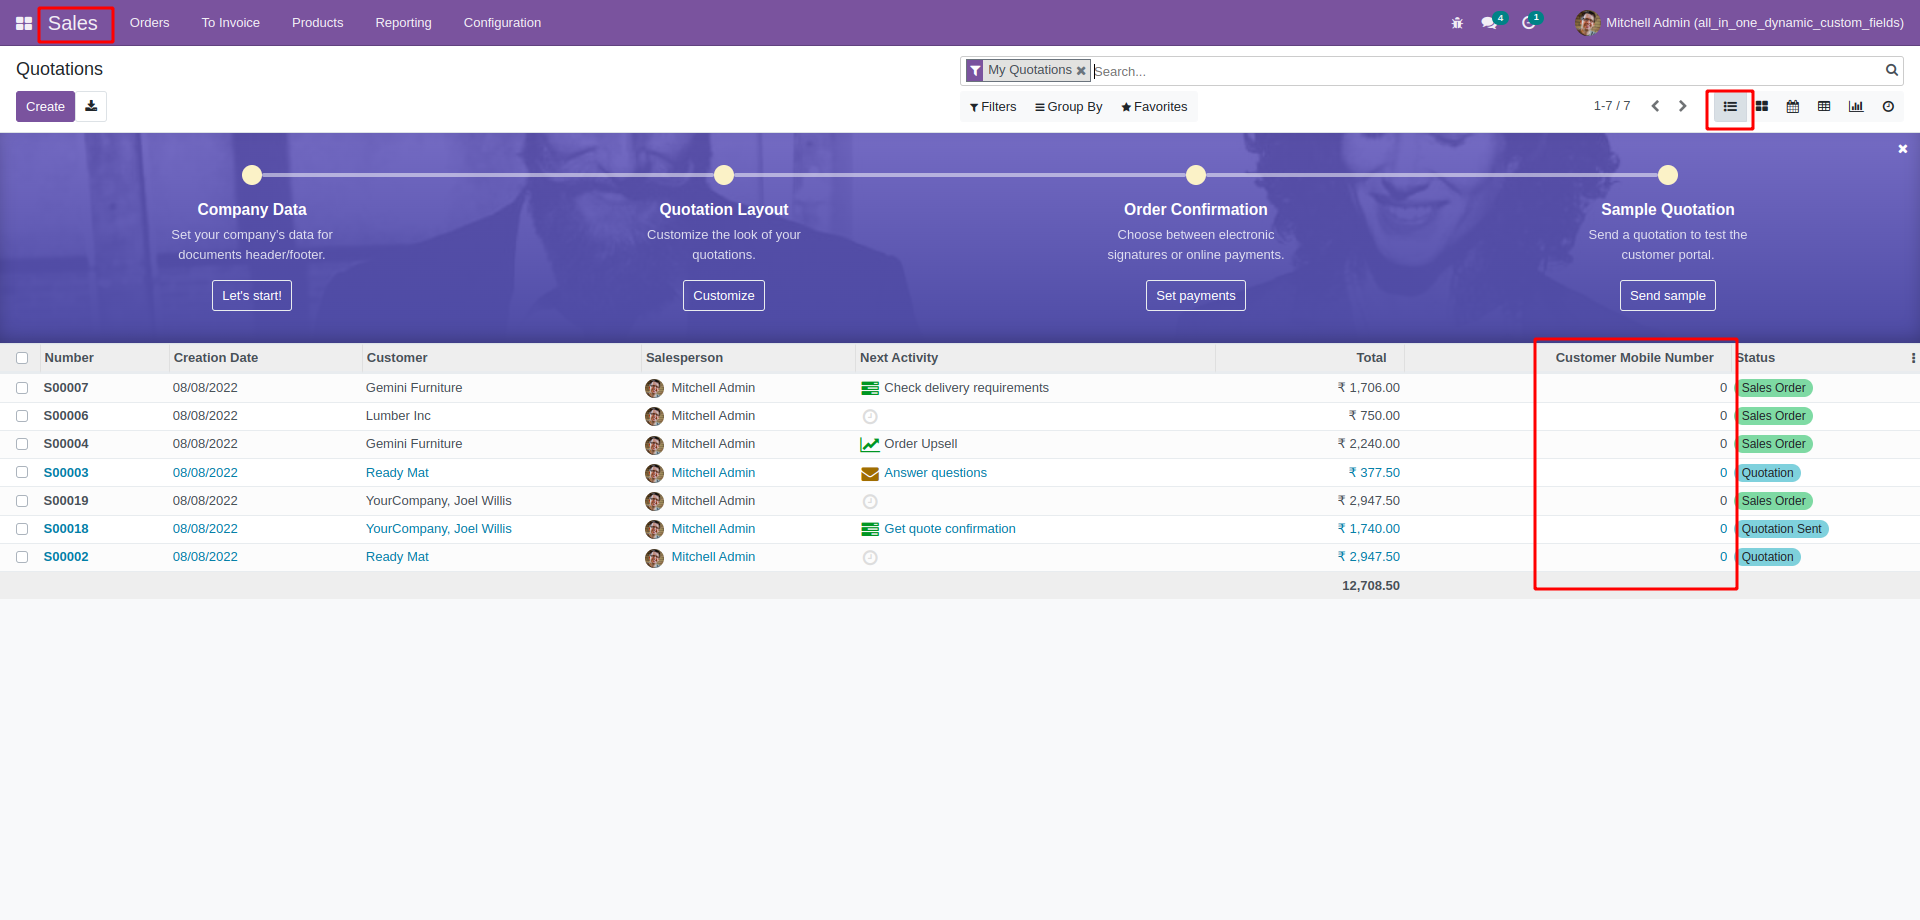 Sales Orders To Invoice Products Reporting Configuration 4 1 Mitchell Admin (all_in_one_dynamic_custom_fields)
Quotations
My Quotations Search...
Create
Filters Group By Favorites
1-7 / 7
Company Data
Set your company's data for
documents header/footer.
Let's start!
Quotation Layout
Customize the look of your
quotations.
Customize
Order Confirmation
Choose between electronic
signatures or online payments.
Set payments
Sample Quotation
Send a quotation to test the
customer portal.
Send sample
Number Creation Date Customer Salesperson Next Activity Total Customer Mobile Number Status
S00007 08/08/2022 Gemini Furniture Mitchell Admin Check delivery requirements ₹ 1,706.00 0 Sales Order
S00006 08/08/2022 Lumber Inc Mitchell Admin ₹ 750.00 0 Sales Order
S00004 08/08/2022 Gemini Furniture Mitchell Admin Order Upsell ₹ 2,240.00 0 Sales Order
S00003 08/08/2022 Ready Mat Mitchell Admin Answer questions ₹ 377.50 0 Quotation
S00019 08/08/2022 YourCompany, Joel Willis Mitchell Admin ₹ 2,947.50 0 Sales Order
S00018 08/08/2022 YourCompany, Joel Willis Mitchell Admin Get quote confirmation ₹ 1,740.00 0 Quotation Sent
S00002 08/08/2022 Ready Mat Mitchell Admin ₹ 2,947.50 0 Quotation
12,708.50